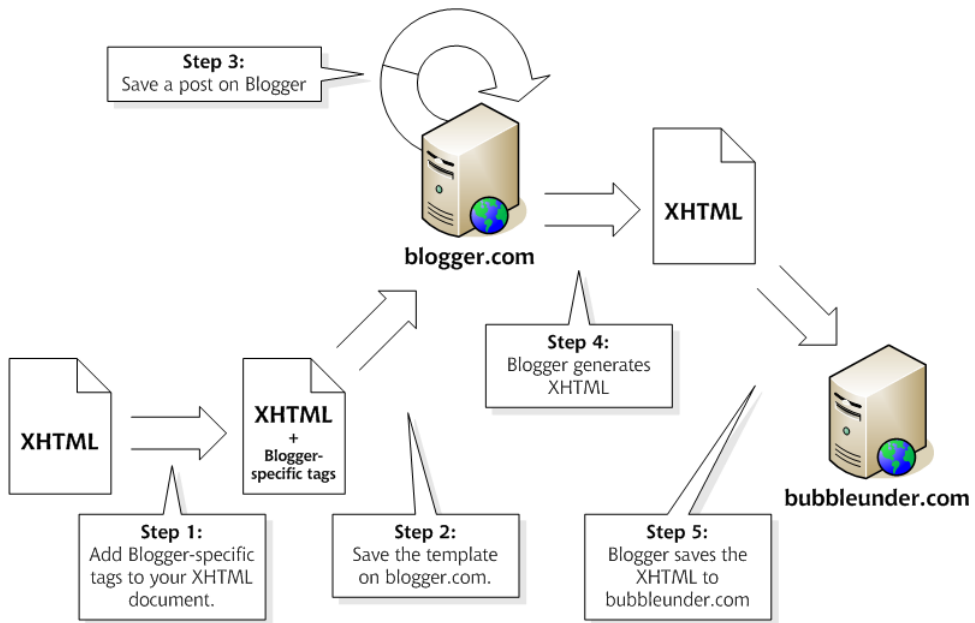 Step 3:
Save a post on Blogger
blogger.com
XHTML
Step 4:
Blogger generates
XHTML
XHTML
XHTML
+
Blogger-
specific tags
bubbleunder.com
Step 1:
Add Blogger-specific
tags to your XHTML
document.
Step 2:
Save the template
on blogger.com.
Step 5:
Blogger saves the
XHTML to
bubbleunder.com